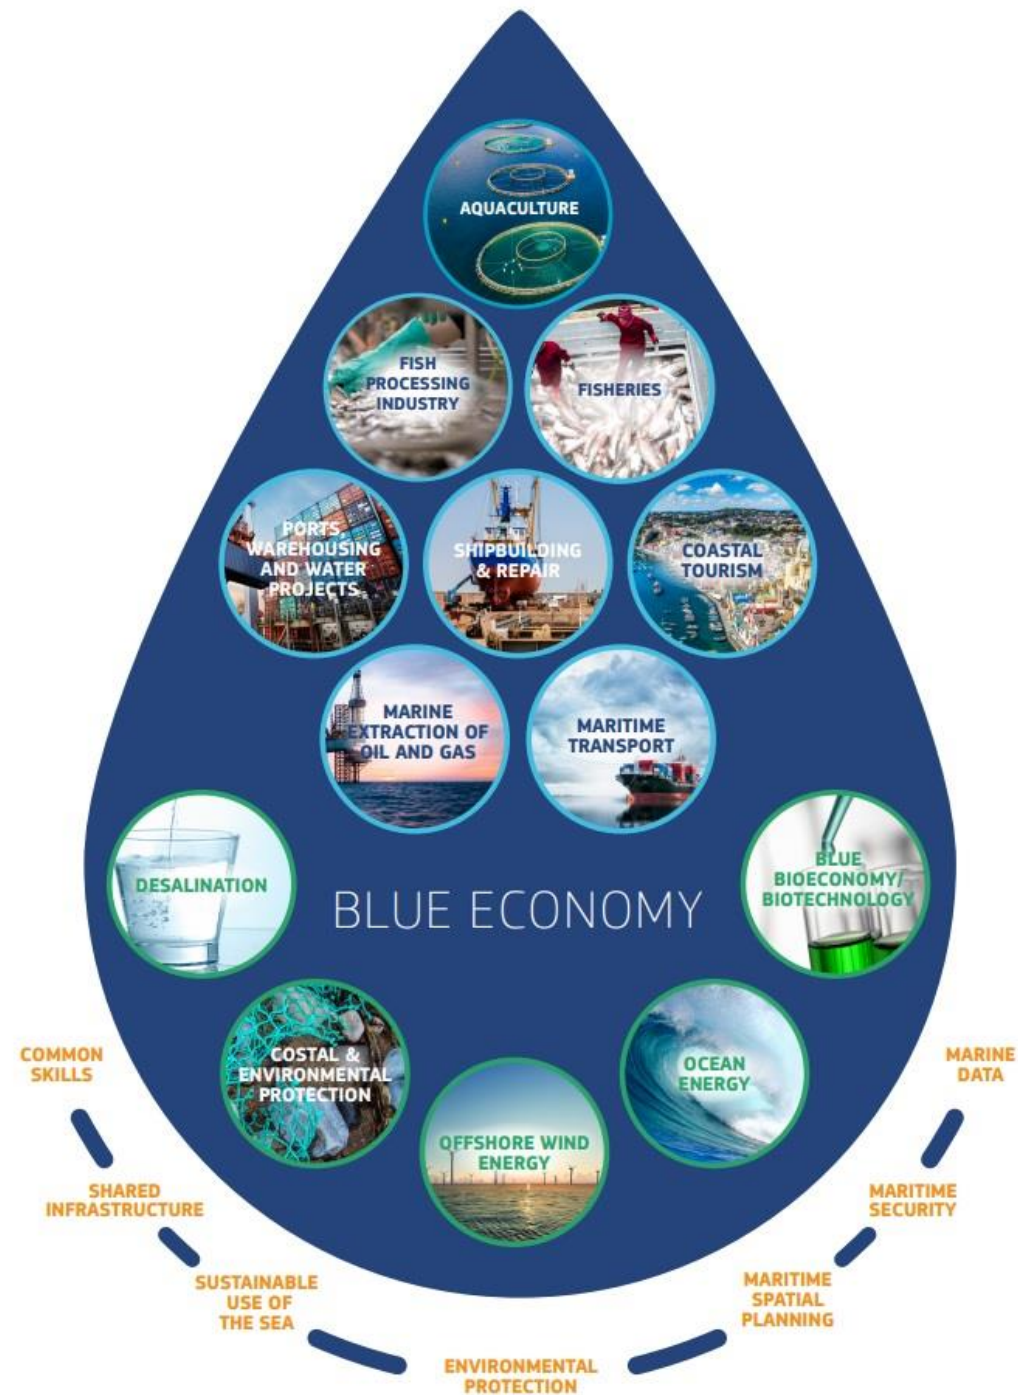 AQUACULTURE
FISH
PROCESSING
INDUSTRY
FISHERIES
PORTS,
WAREHOUSING
AND WATER
PROJECTS
SHIPBUILDING
& REPAIR
COASTAL
TOURISM
MARINE
EXTRACTION OF
OIL AND GAS
MARITIME
TRANSPORT
DESALINATION
BLUE ECONOMY
BLUE
BIOECONOMY/
BIOTECHNOLOGY
COSTAL &
ENVIRONMENTAL
PROTECTION
OFFSHORE WIND
ENERGY
OCEAN
ENERGY
COMMON
SKILLS
SHARED
INFRASTRUCTURE
SUSTAINABLE
USE OF
THE SEA
ENVIRONMENTAL
PROTECTION
MARITIME
SPATIAL
PLANNING
MARITIME
SECURITY
MARINE
DATA